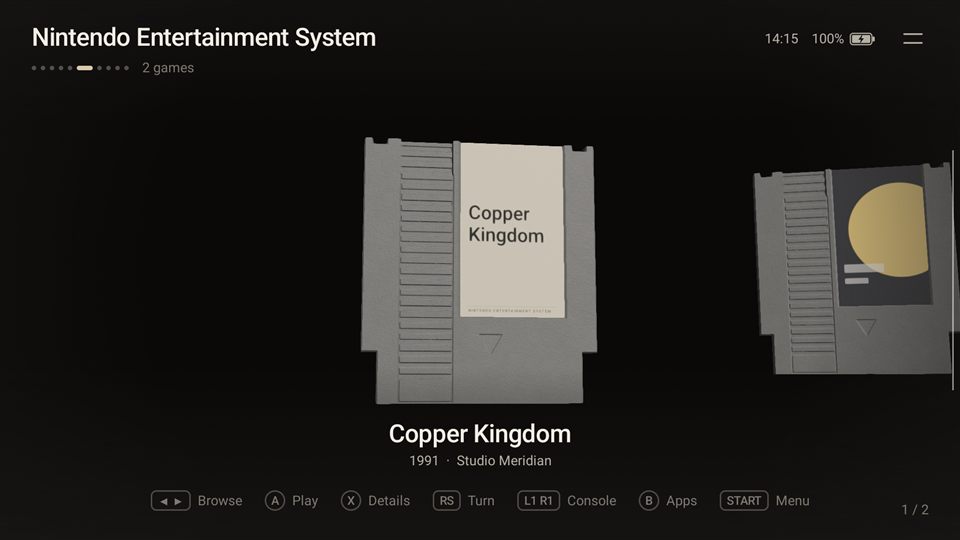 Nintendo Entertainment System
14:15 100%
2 games
Copper
Kingdom
NINTENDO ENTERTAINMENT SYSTEM
Copper Kingdom
1991 · Studio Meridian
◄ ► Browse A Play X Details RS Turn L1 R1 Console B Apps START Menu
1 / 2